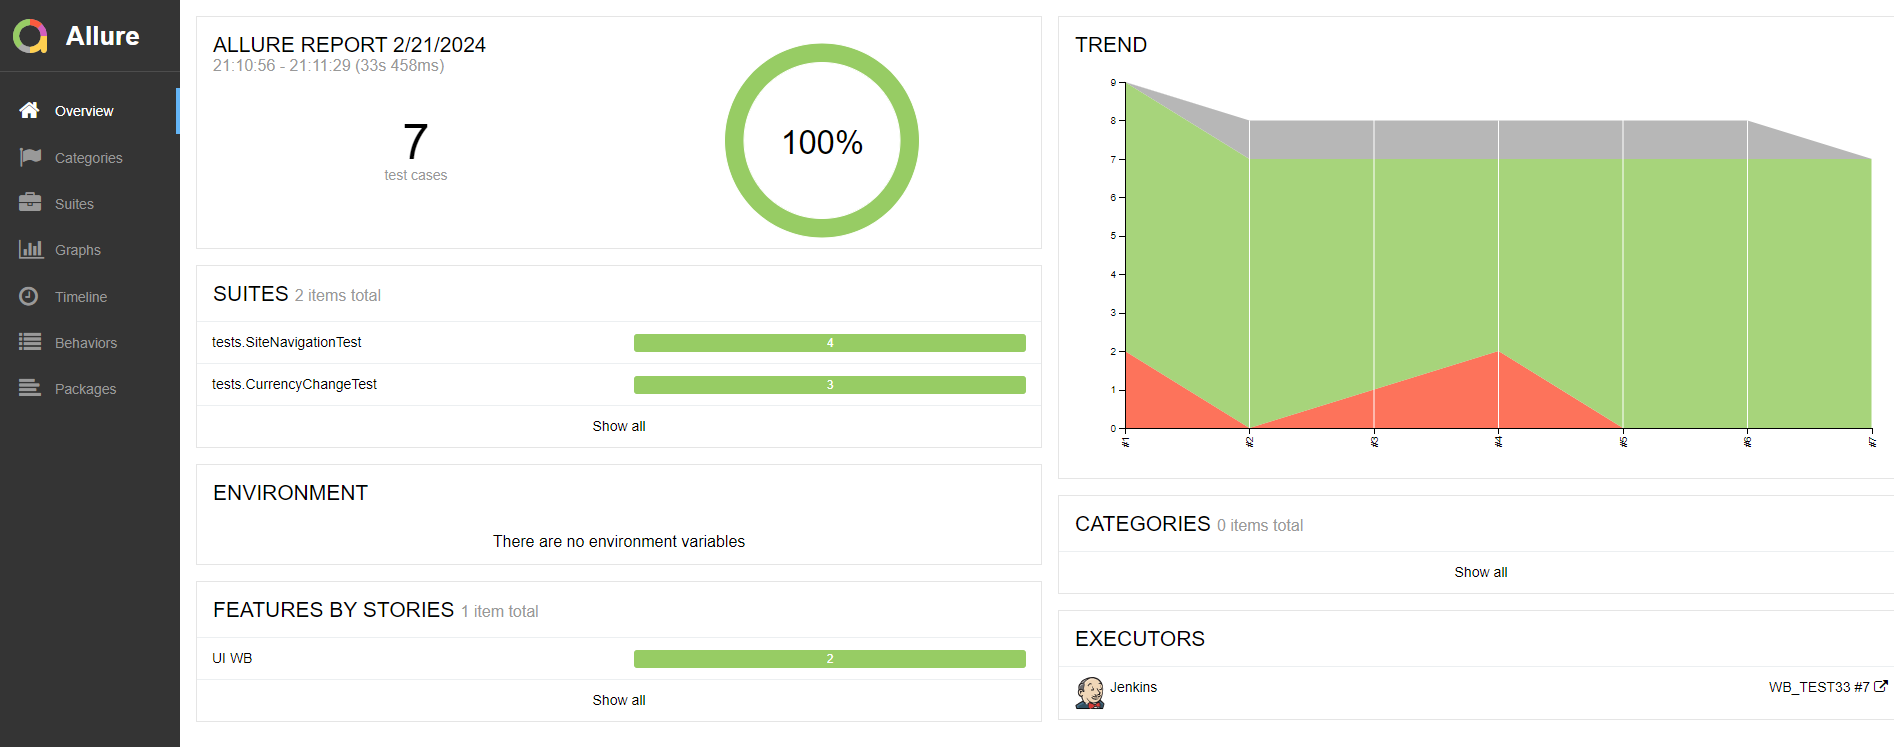 Allure
Overview
Categories
Suites
Graphs
Timeline
Behaviors
Packages
ALLURE REPORT 2/21/2024
21:10:56 - 21:11:29 (33s 458ms)
7
test cases
100%
SUITES 2 items total
tests.SiteNavigationTest 4
tests.CurrencyChangeTest 3
Show all
ENVIRONMENT
There are no environment variables
FEATURES BY STORIES 1 item total
UI WB 2
Show all
TREND
9
8
7
6
5
4
3
2
1
0
#1 #2 #3 #4 #5 #6 #7
CATEGORIES 0 items total
Show all
EXECUTORS
Jenkins WB_TEST33 #7